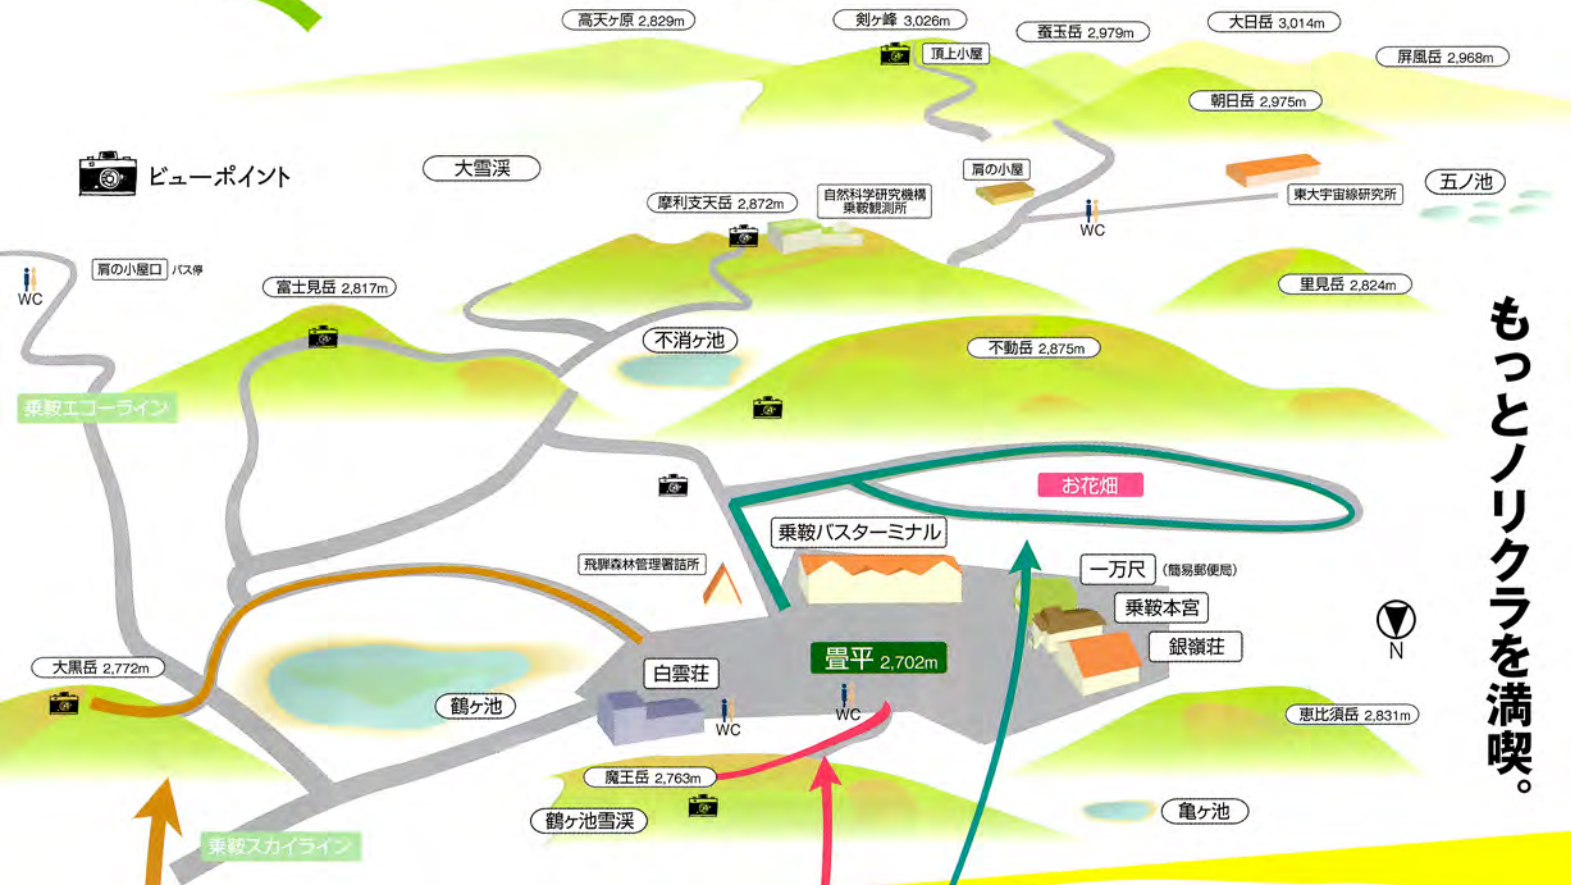 高天ヶ原 2,829m
剣ヶ峰 3,026m
蚕玉岳 2,979m
大日岳 3,014m
屏風岳 2,968m
頂上小屋
朝日岳 2,975m
ビューポイント
大雪渓
肩の小屋
五ノ池
摩利支天岳 2,872m
自然科学研究機構
乗鞍観測所
東大宇宙線研究所
WC
肩の小屋口 バス停
WC
富士見岳 2,817m
里見岳 2,824m
もっとノリクラを満喫。
不消ヶ池
不動岳 2,875m
乗鞍エコーライン
お花畑
乗鞍バスターミナル
飛騨森林管理署詰所
一万尺 (簡易郵便局)
乗鞍本宮
銀嶺荘
N
大黒岳 2,772m
畳平 2,702m
白雲荘
鶴ヶ池
WC
WC
恵比須岳 2,831m
魔王岳 2,763m
鶴ヶ池雪渓
亀ヶ池
乗鞍スカイライン